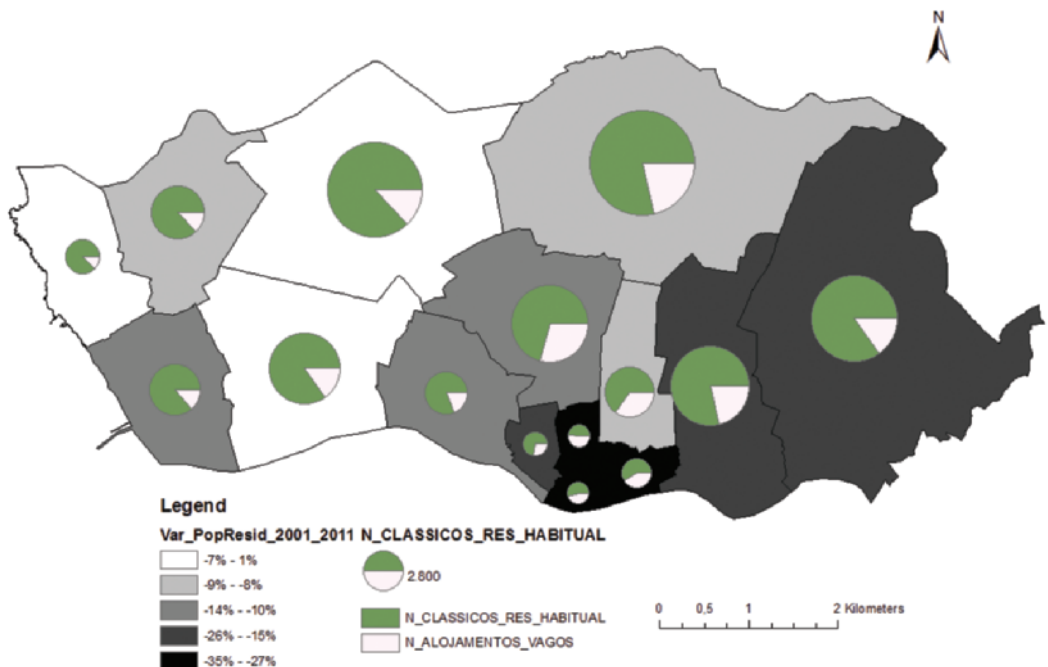 N
Legend
Var_PopResid_2001_2011 N_CLASSICOS_RES_HABITUAL
-7% - 1%
-9% - -8%
-14% - -10%
-26% - -15%
-35% - -27%
2.800
N_CLASSICOS_RES_HABITUAL
N_ALOJAMENTOS_VAGOS
0 0,5 1 2 Kilometers